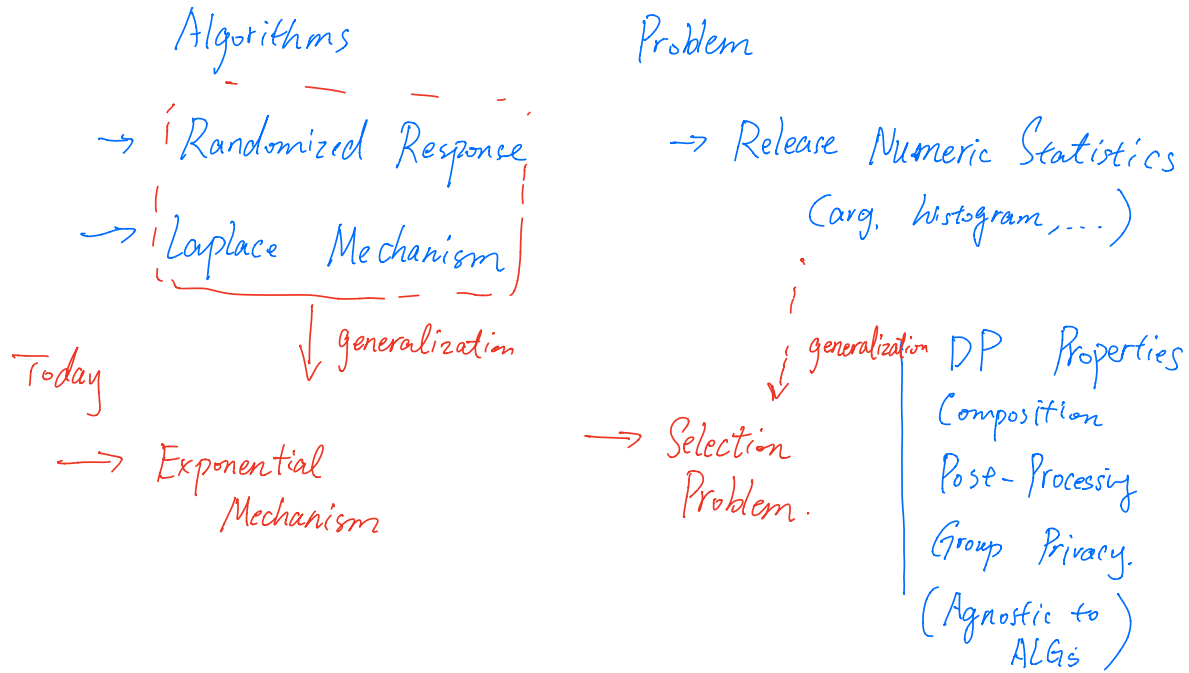 Algorithms
Problem
Randomized Response
Release Numeric Statistics
(avg. histogram, ....)
Laplace Mechanism
generalization
generalization
DP Properties
Today
Composition
Exponential
Mechanism
Selection
Problem.
Post-Processing
Group Privacy.
(Agnostic to
ALGs)